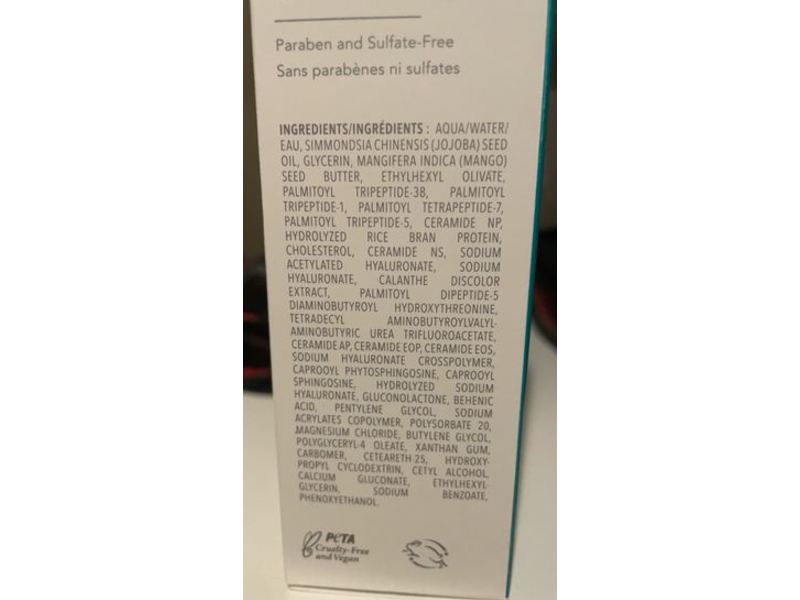 Paraben and Sulfate-Free
Sans parabènes ni sulfates
INGREDIENTS/INGRÉDIENTS : AQUA/WATER/
EAU, SIMMONDSIA CHINENSIS (JOJOBA) SEED
OIL, GLYCERIN, MANGIFERA INDICA (MANGO)
SEED BUTTER, ETHYLHEXYL OLIVATE,
PALMITOYL TRIPEPTIDE-38, PALMITOYL
TRIPEPTIDE-1, PALMITOYL TETRAPEPTIDE-7,
PALMITOYL TRIPEPTIDE-5, CERAMIDE NP,
HYDROLYZED RICE BRAN PROTEIN,
CHOLESTEROL, CERAMIDE NS, SODIUM
ACETYLATED HYALURONATE, SODIUM
HYALURONATE, CALANTHE DISCOLOR
EXTRACT, PALMITOYL DIPEPTIDE-5
DIAMINOBUTYROYL HYDROXYTHREONINE,
TETRADECYL AMINOBUTYROYLVALYL-
AMINOBUTYRIC UREA TRIFLUOROACETATE,
CERAMIDE AP, CERAMIDE EOP, CERAMIDE EOS,
SODIUM HYALURONATE CROSSPOLYMER,
CAPROOYL PHYTOSPHINGOSINE, CAPROOYL
SPHINGOSINE, HYDROLYZED SODIUM
HYALURONATE, GLUCONOLACTONE, BEHENIC
ACID, PENTYLENE GLYCOL, SODIUM
ACRYLATES COPOLYMER, POLYSORBATE 20,
MAGNESIUM CHLORIDE, BUTYLENE GLYCOL,
POLYGLYCERYL-4 OLEATE, XANTHAN GUM,
CARBOMER, CETEARETH-25, HYDROXY-
PROPYL CYCLODEXTRIN, CETYL ALCOHOL,
CALCIUM GLUCONATE, ETHYLHEXYL-
GLYCERIN, SODIUM BENZOATE,
PHENOXYETHANOL.
PETA
Cruelty-Free
and Vegan